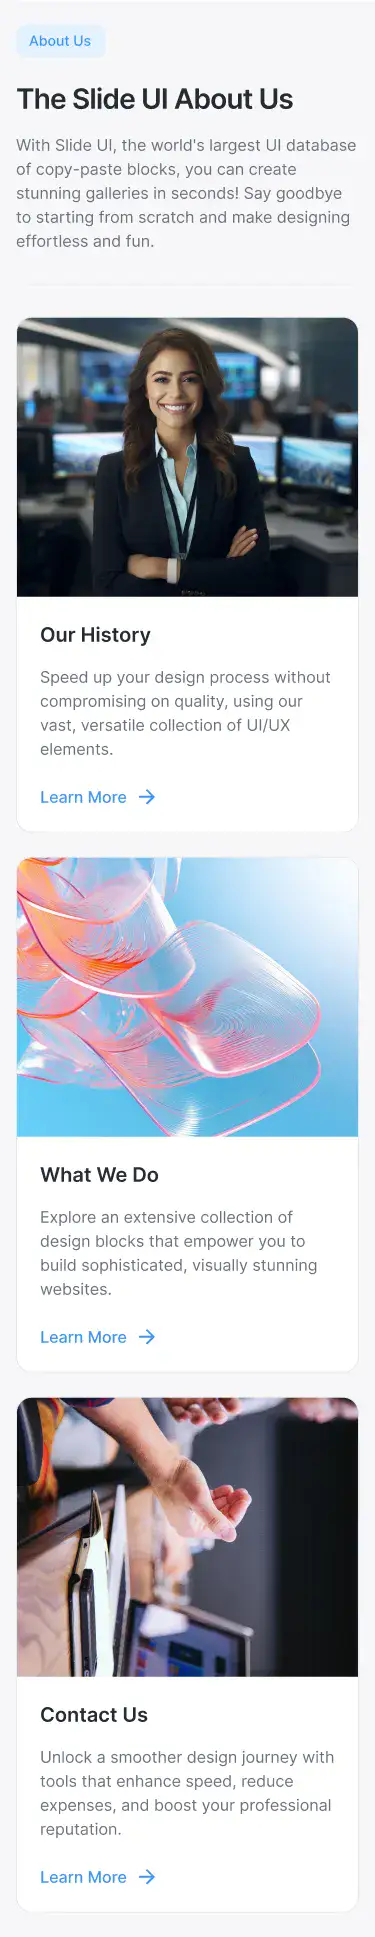 About Us
The Slide UI About Us
With Slide UI, the world's largest UI database
of copy-paste blocks, you can create
stunning galleries in seconds! Say goodbye
to starting from scratch and make designing
effortless and fun.
Our History
Speed up your design process without
compromising on quality, using our
vast, versatile collection of UI/UX
elements.
Learn More
What We Do
Explore an extensive collection of
design blocks that empower you to
build sophisticated, visually stunning
websites.
Learn More
Contact Us
Unlock a smoother design journey with
tools that enhance speed, reduce
expenses, and boost your professional
reputation.
Learn More